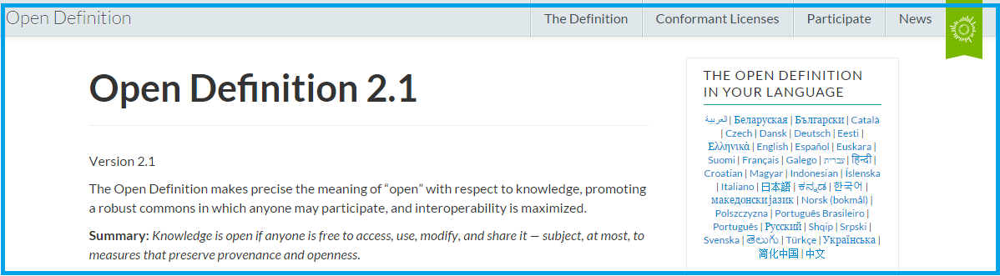 Open Definition
The Definition
Conformant Licenses
Participate
News
Open Definition 2.1
Version 2.1
The Open Definition makes precise the meaning of “open” with respect to knowledge, promoting
a robust commons in which anyone may participate, and interoperability is maximized.
Summary: Knowledge is open if anyone is free to access, use, modify, and share it — subject, at most, to
measures that preserve provenance and openness.
THE OPEN DEFINITION
IN YOUR LANGUAGE
العربية | Беларуская | Български | Català
| Czech | Dansk | Deutsch | Eesti |
Ελληνικά | English | Español | Euskara |
Suomi | Français | Galego | עברית | हिन्दी |
Croatian | Magyar | Indonesian | Íslenska
| Italiano | 日本語 | ಕನ್ನಡ | 한국어 |
македонски јазик | Norsk (bokmål) |
Polszczyzna | Português Brasileiro |
Português | Русский | Shqip | Srpski |
Svenska | తెలుగు | Türkçe | Українська |
简化中国 | 中文